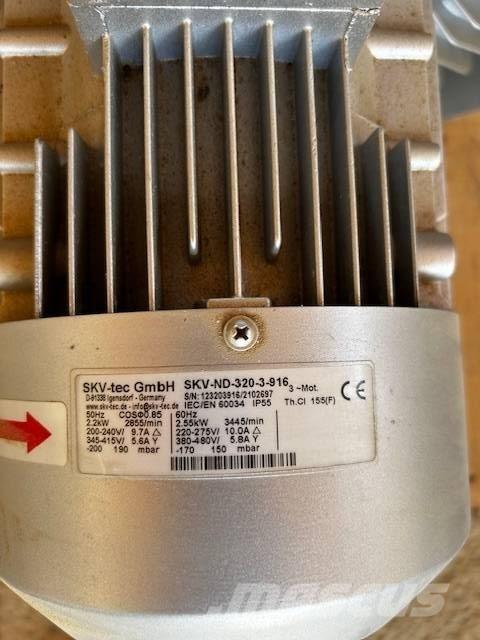 SKV-tec GmbH SKV-ND-320-3-916 3~Mot.
D-91338 Igensdorf - Germany S/N: 123203916/2102697
www.skv-tec.de - info@skv-tec.de IEC/EN 60034 IP55 Th.Cl 155(F) CE
50Hz COSΦ0.85 60Hz
2.2kW 2855/min 2.55kW 3445/min
200-240V/ 9.7A △ 220-275V/ 10.0A △
345-415V/ 5.6A Y 380-480V/ 5.8A Y
-200 190 mbar -170 150 mbar
mascus